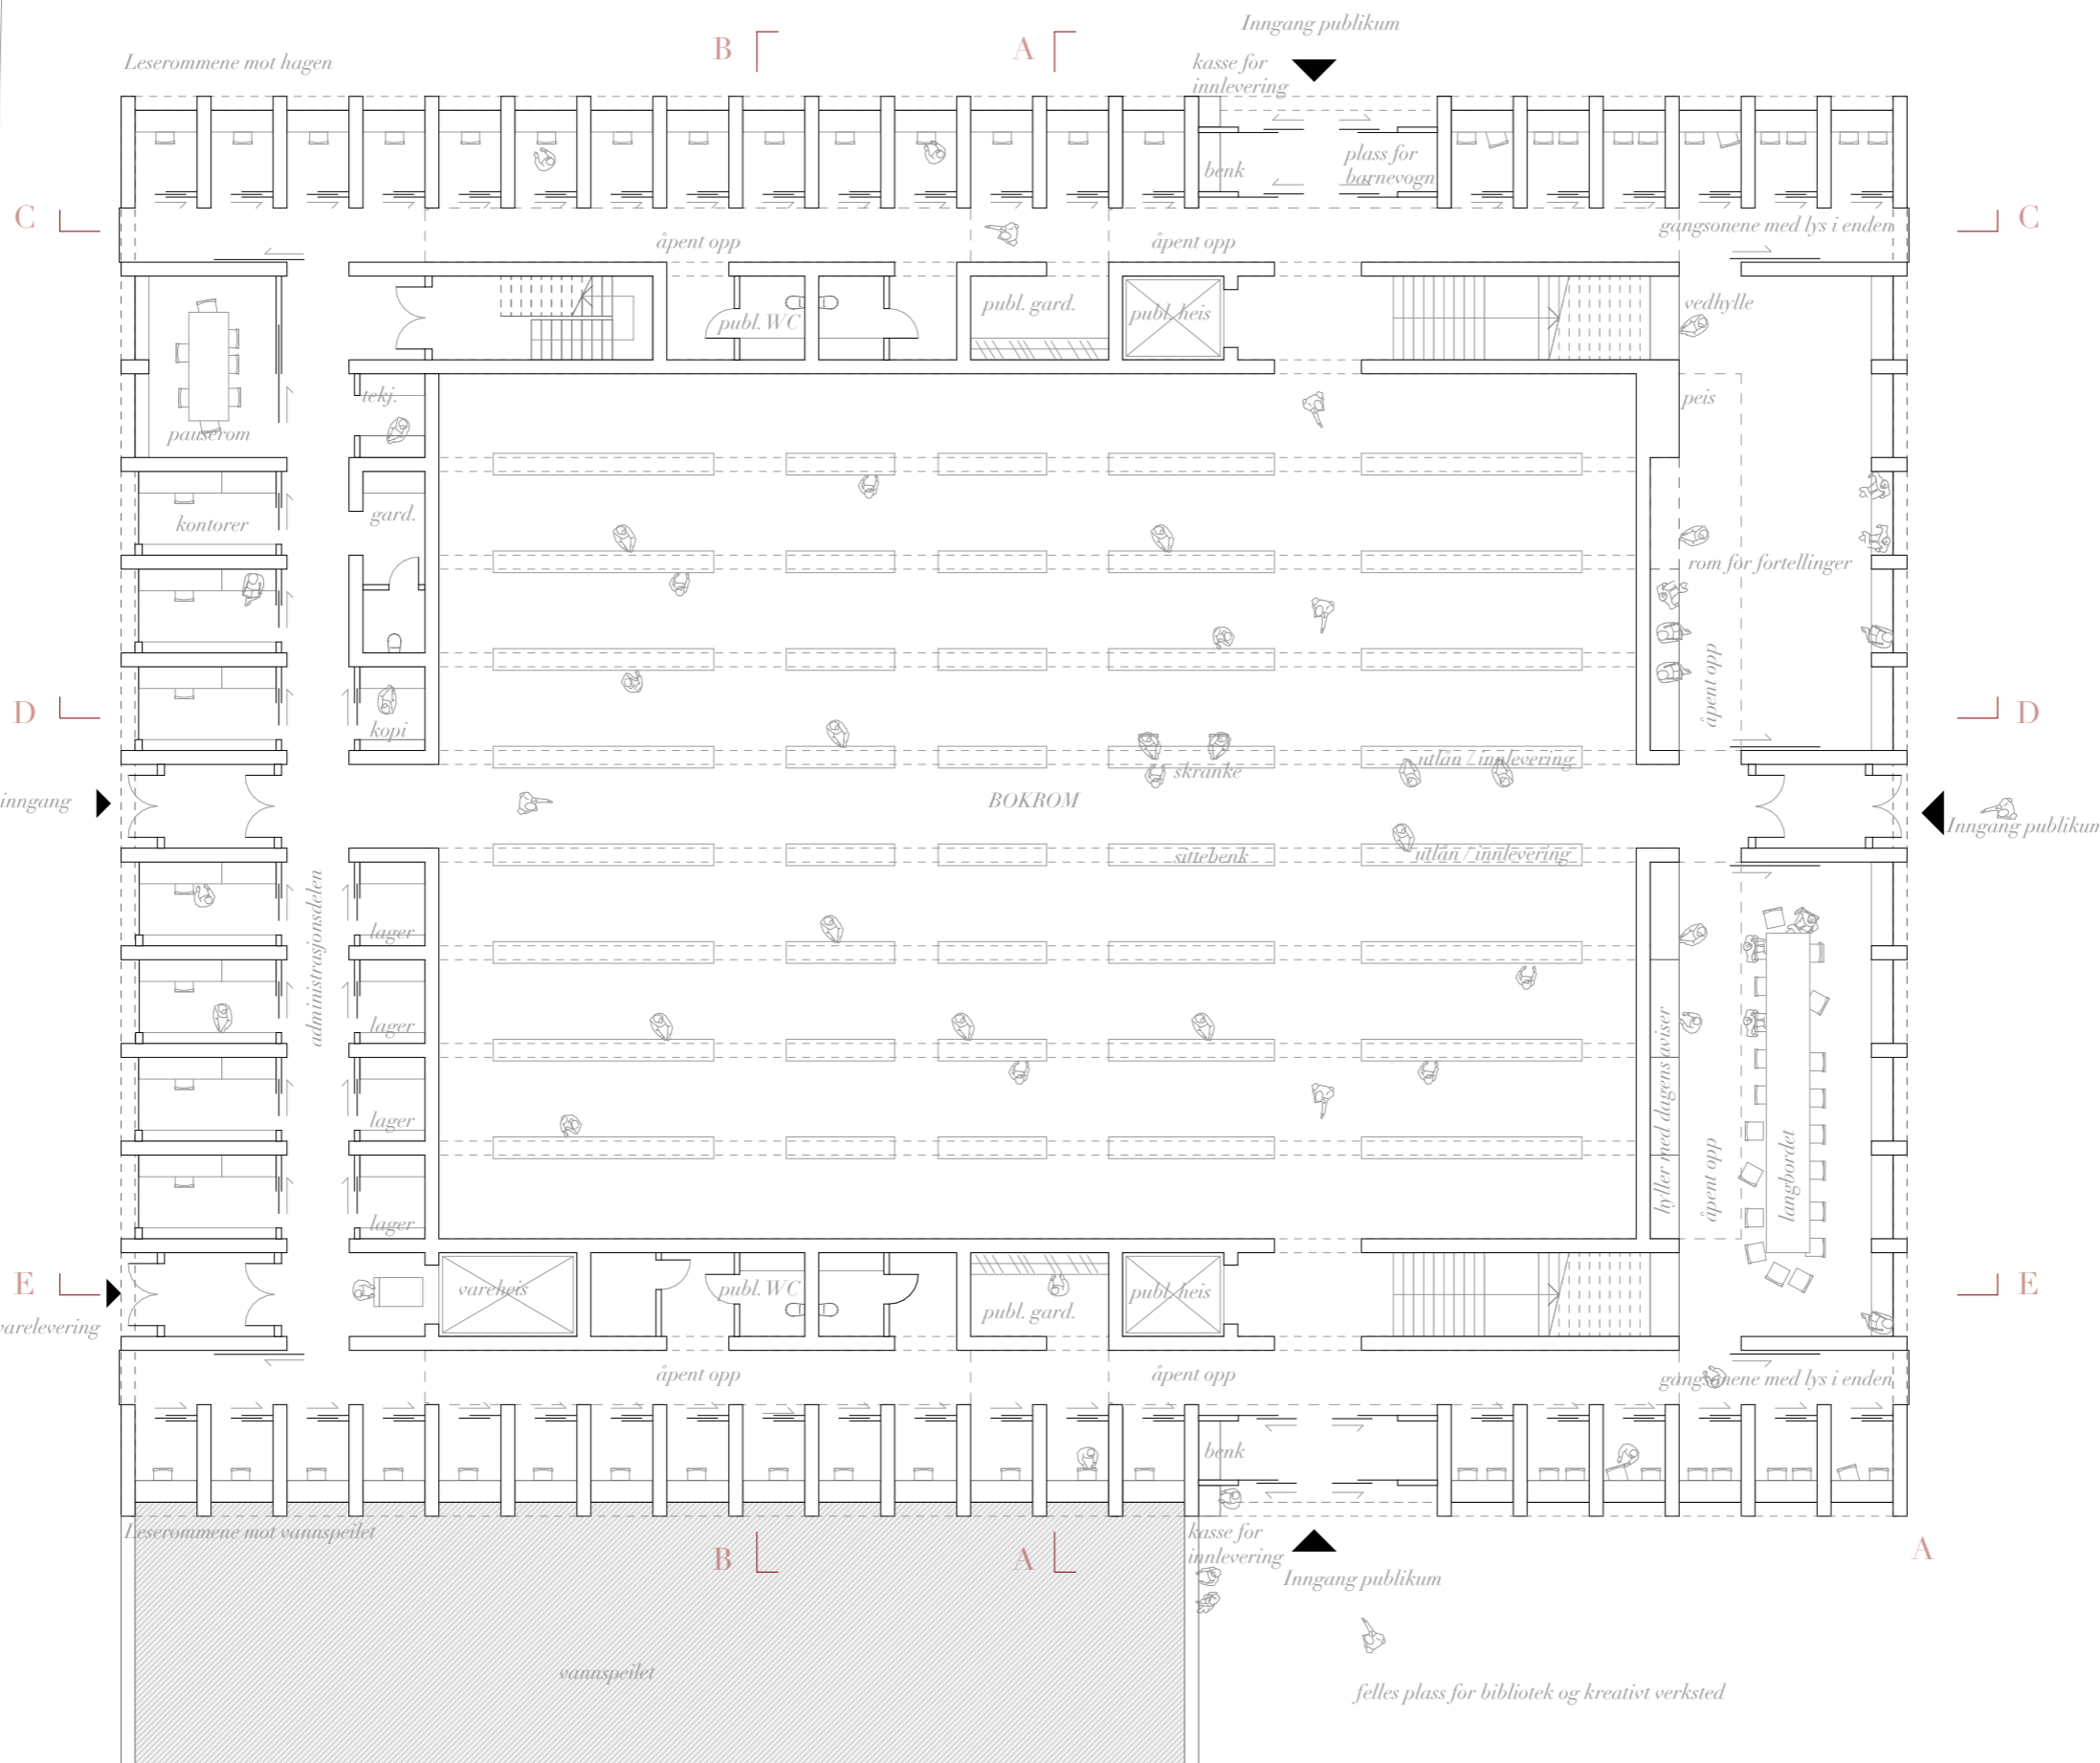 Inngang publikum
B
A
kasse for
innlevering
Leserommene mot hagen
benk
plass for
barnevogn
C
C
åpent opp
åpent opp
gangsonene med lys i enden
publ. WC
publ. gard.
publ. heis
vedhylle
tekj.
peis
pauserom
kontorer
gard.
rom for fortellinger
åpent opp
D
D
kopi
skranke
utlån / innlevering
inngang
BOKROM
Inngang publikum
sittebenk
utlån / innlevering
administrasjonsdelen
lager
lager
lager
lager
hyller med dagens aviser
åpent opp
langbordet
E
E
vareheis
publ. WC
publ. gard.
publ. heis
varelevering
åpent opp
åpent opp
gangsonene med lys i enden
benk
Leserommene mot vannspeilet
kasse for
innlevering
B
A
A
Inngang publikum
vannspeilet
felles plass for bibliotek og kreativt verksted